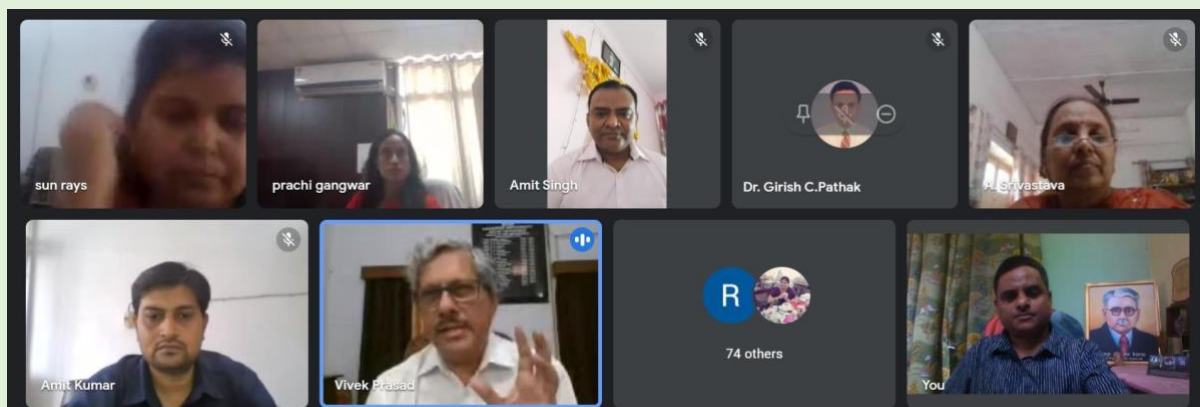 sun rays
prachi gangwar
Amit Singh
Dr. Girish C.Pathak
A. Srivastava
Amit Kumar
Vivek Prasad
R
74 others
You